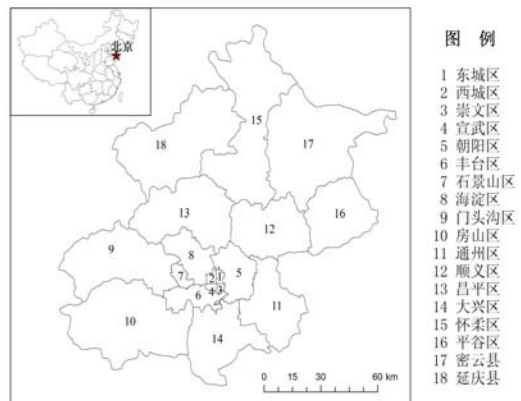 北京
图 例
1 东城区
2 西城区
3 崇文区
4 宣武区
5 朝阳区
6 丰台区
7 石景山区
8 海淀区
9 门头沟区
10 房山区
11 通州区
12 顺义区
13 昌平区
14 大兴区
15 怀柔区
16 平谷区
17 密云县
18 延庆县
15
18
17
13
12
16
9
8
7
2 1
5
4 3
6
11
10
14
0 15 30 60 km